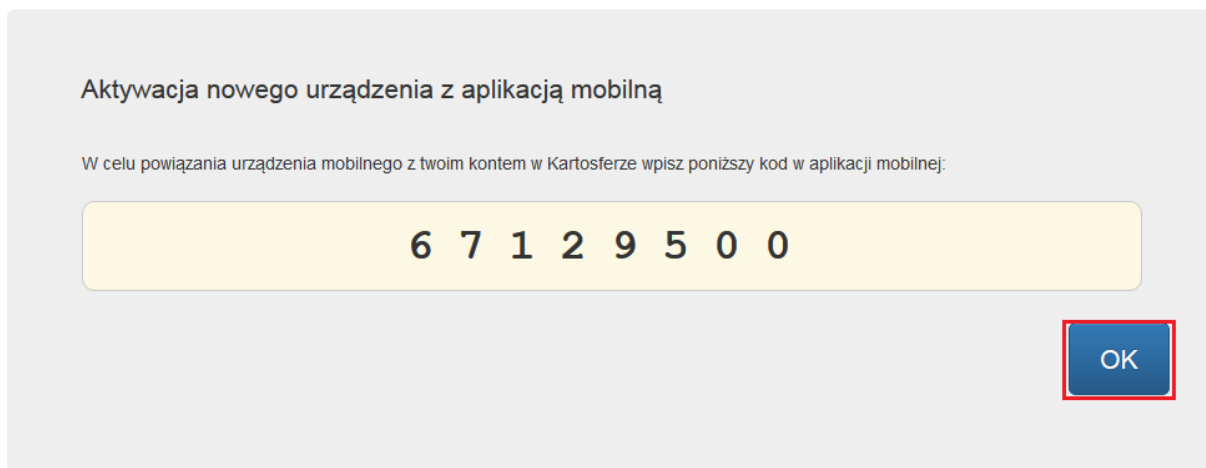 Aktywacja nowego urządzenia z aplikacją mobilną
W celu powiązania urządzenia mobilnego z twoim kontem w Kartosferze wpisz poniższy kod w aplikacji mobilnej:
6 7 1 2 9 5 0 0
OK